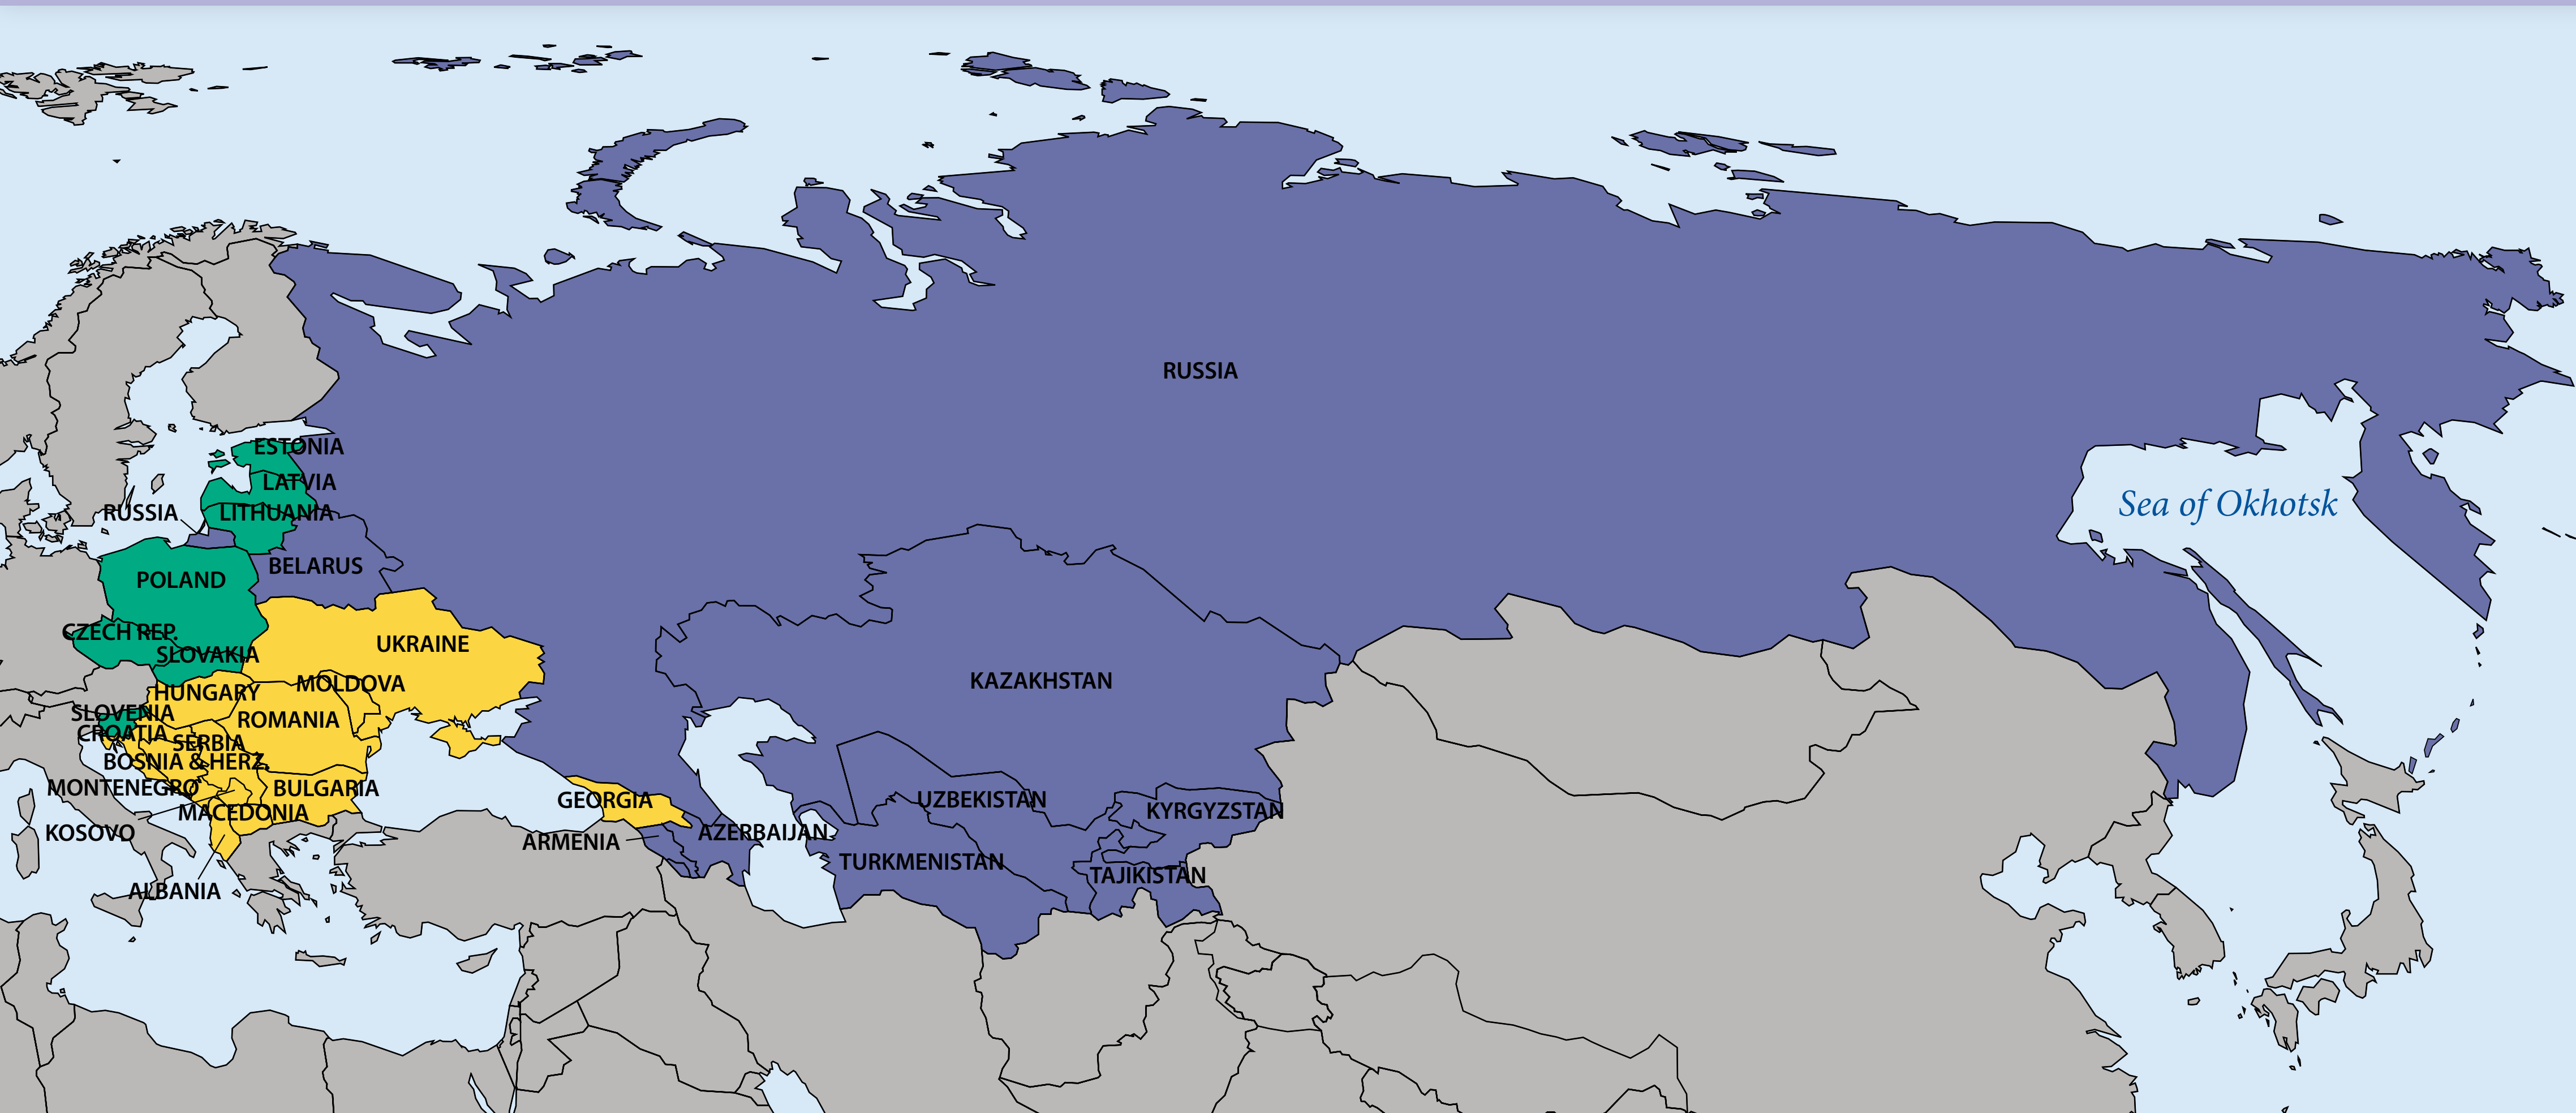 RUSSIA
ESTONIA
LATVIA
RUSSIA
LITHUANIA
Sea of Okhotsk
BELARUS
POLAND
CZECH REP.
UKRAINE
SLOVAKIA
KAZAKHSTAN
MOLDOVA
HUNGARY
SLOVENIA
ROMANIA
CROATIA
SERBIA
BOSNIA & HERZ.
MONTENEGRO
BULGARIA
GEORGIA
UZBEKISTAN
KYRGYZSTAN
MACEDONIA
KOSOVO
ARMENIA
AZERBAIJAN
TURKMENISTAN
TAJIKISTAN
ALBANIA